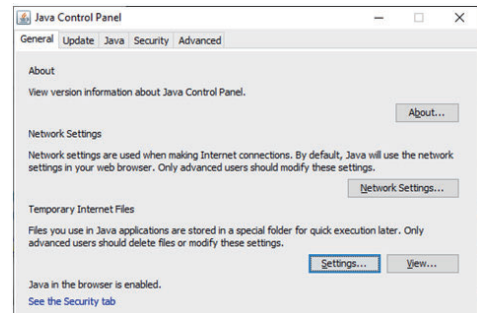 Java Control Panel
General Update Java Security Advanced
About
View version information about Java Control Panel.
About...
Network Settings
Network settings are used when making Internet connections. By default, Java will use the network
settings in your web browser. Only advanced users should modify these settings.
Network Settings...
Temporary Internet Files
Files you use in Java applications are stored in a special folder for quick execution later. Only
advanced users should delete files or modify these settings.
Settings... View...
Java in the browser is enabled.
See the Security tab